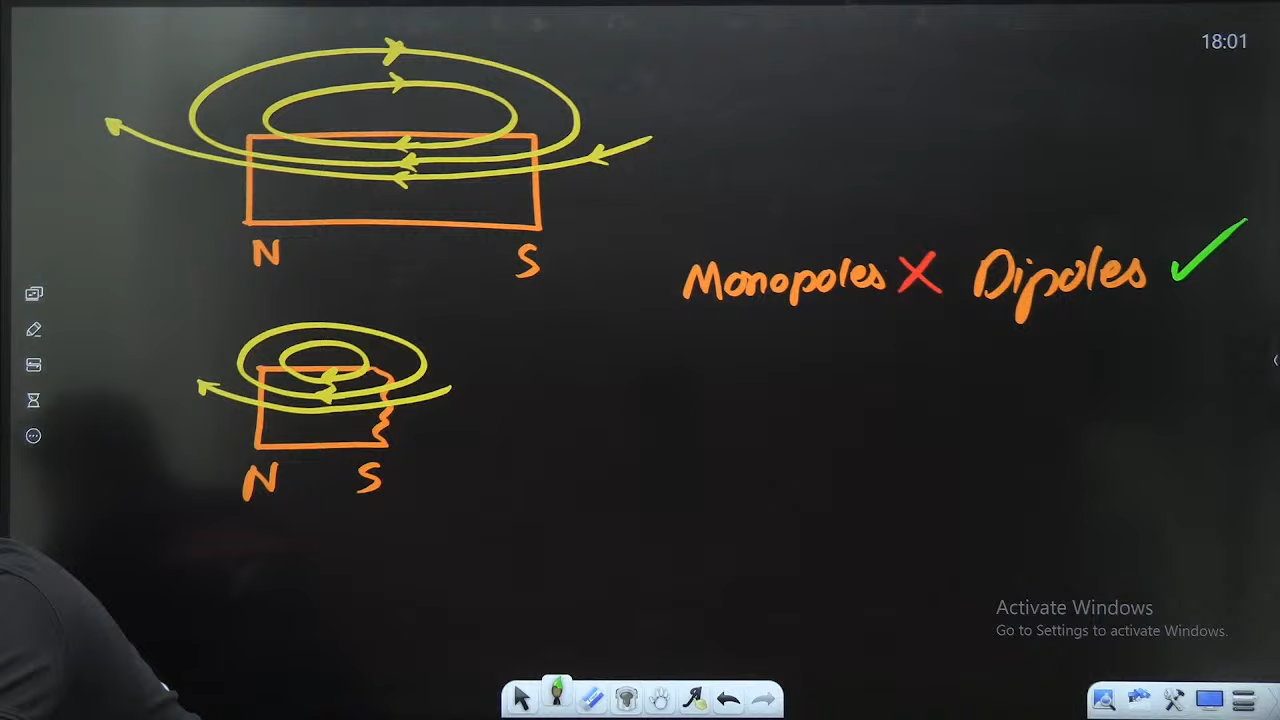 18:01
N S
Monopoles Dipoles
N S
Activate Windows
Go to Settings to activate Windows.